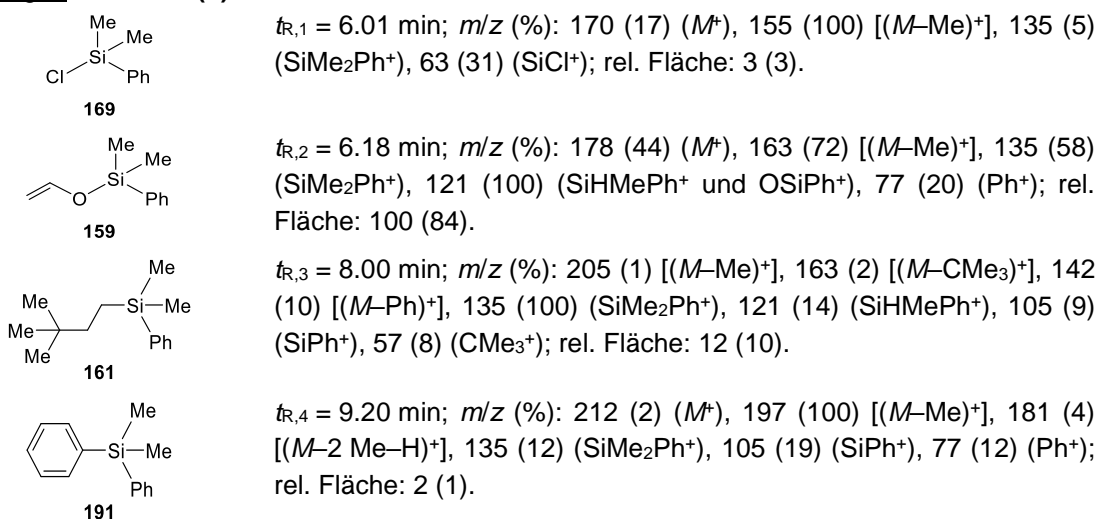 Me
Me
Si
Cl
Ph
169
tR,1 = 6.01 min; m/z (%): 170 (17) (M+), 155 (100) [(M–Me)+], 135 (5)
(SiMe2Ph+), 63 (31) (SiCl+); rel. Fläche: 3 (3).
Me
Me
Si
O
Ph
159
tR,2 = 6.18 min; m/z (%): 178 (44) (M+), 163 (72) [(M–Me)+], 135 (58)
(SiMe2Ph+), 121 (100) (SiHMePh+ und OSiPh+), 77 (20) (Ph+); rel.
Fläche: 100 (84).
Me
Si
Me
Me
Me
Me
Ph
161
tR,3 = 8.00 min; m/z (%): 205 (1) [(M–Me)+], 163 (2) [(M–CMe3)+], 142
(10) [(M–Ph)+], 135 (100) (SiMe2Ph+), 121 (14) (SiHMePh+), 105 (9)
(SiPh+), 57 (8) (CMe3+); rel. Fläche: 12 (10).
Me
Si
Me
Ph
191
tR,4 = 9.20 min; m/z (%): 212 (2) (M+), 197 (100) [(M–Me)+], 181 (4)
[(M–2 Me–H)+], 135 (12) (SiMe2Ph+), 105 (19) (SiPh+), 77 (12) (Ph+);
rel. Fläche: 2 (1).